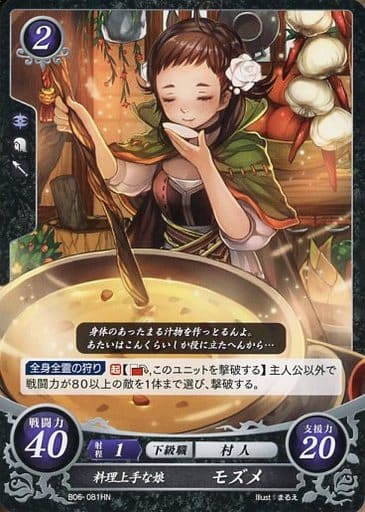 2
身体のあったまる汁物を作っとるんよ。
あたいはこんくらいしか役に立たへんから…
全身全霊の狩り 起【,このユニットを撃破する】主人公以外で
戦闘力が80以上の敵を1体まで選び、撃破する。
戦闘力
40
射程 1
下級職
村人
支援力
20
料理上手な娘 モズメ
B06-081HN
Illust:まるえ